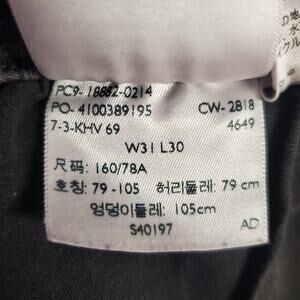 PC9- 18882-0214
PO- 4100389195 CW- 2818
7-3-KHV 69 4649
W31 L30
尺码: 160/78A
호칭: 79 -105 허리둘레: 79 cm
엉덩이둘레: 105cm
S40197 AD